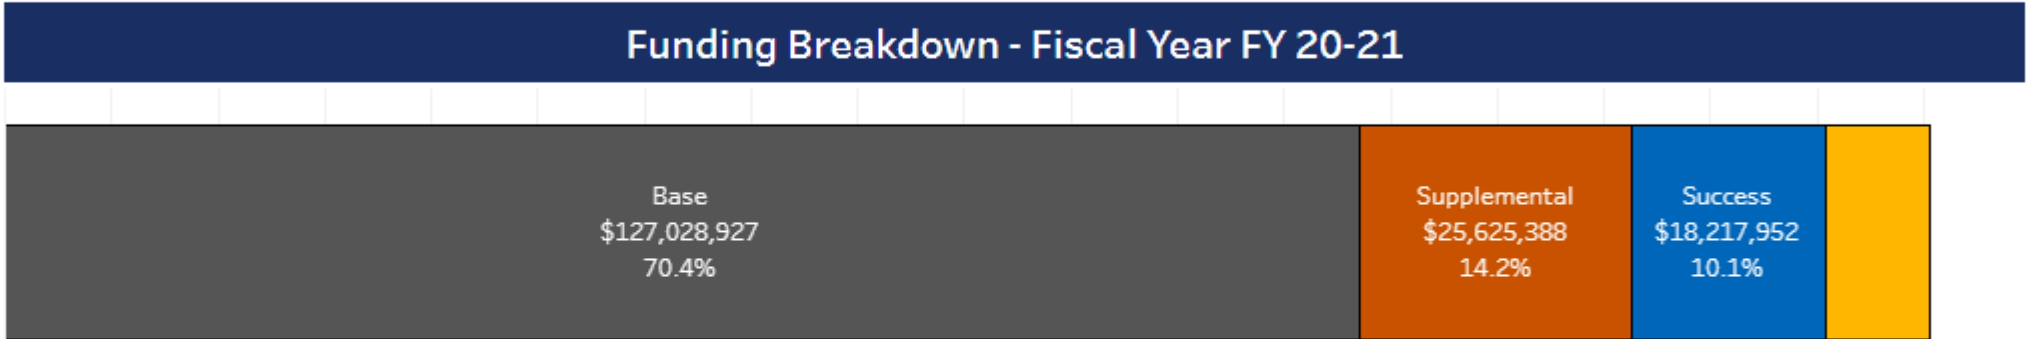 Funding Breakdown - Fiscal Year FY 20-21
Base
$127,028,927
70.4%
Supplemental
$25,625,388
14.2%
Success
$18,217,952
10.1%